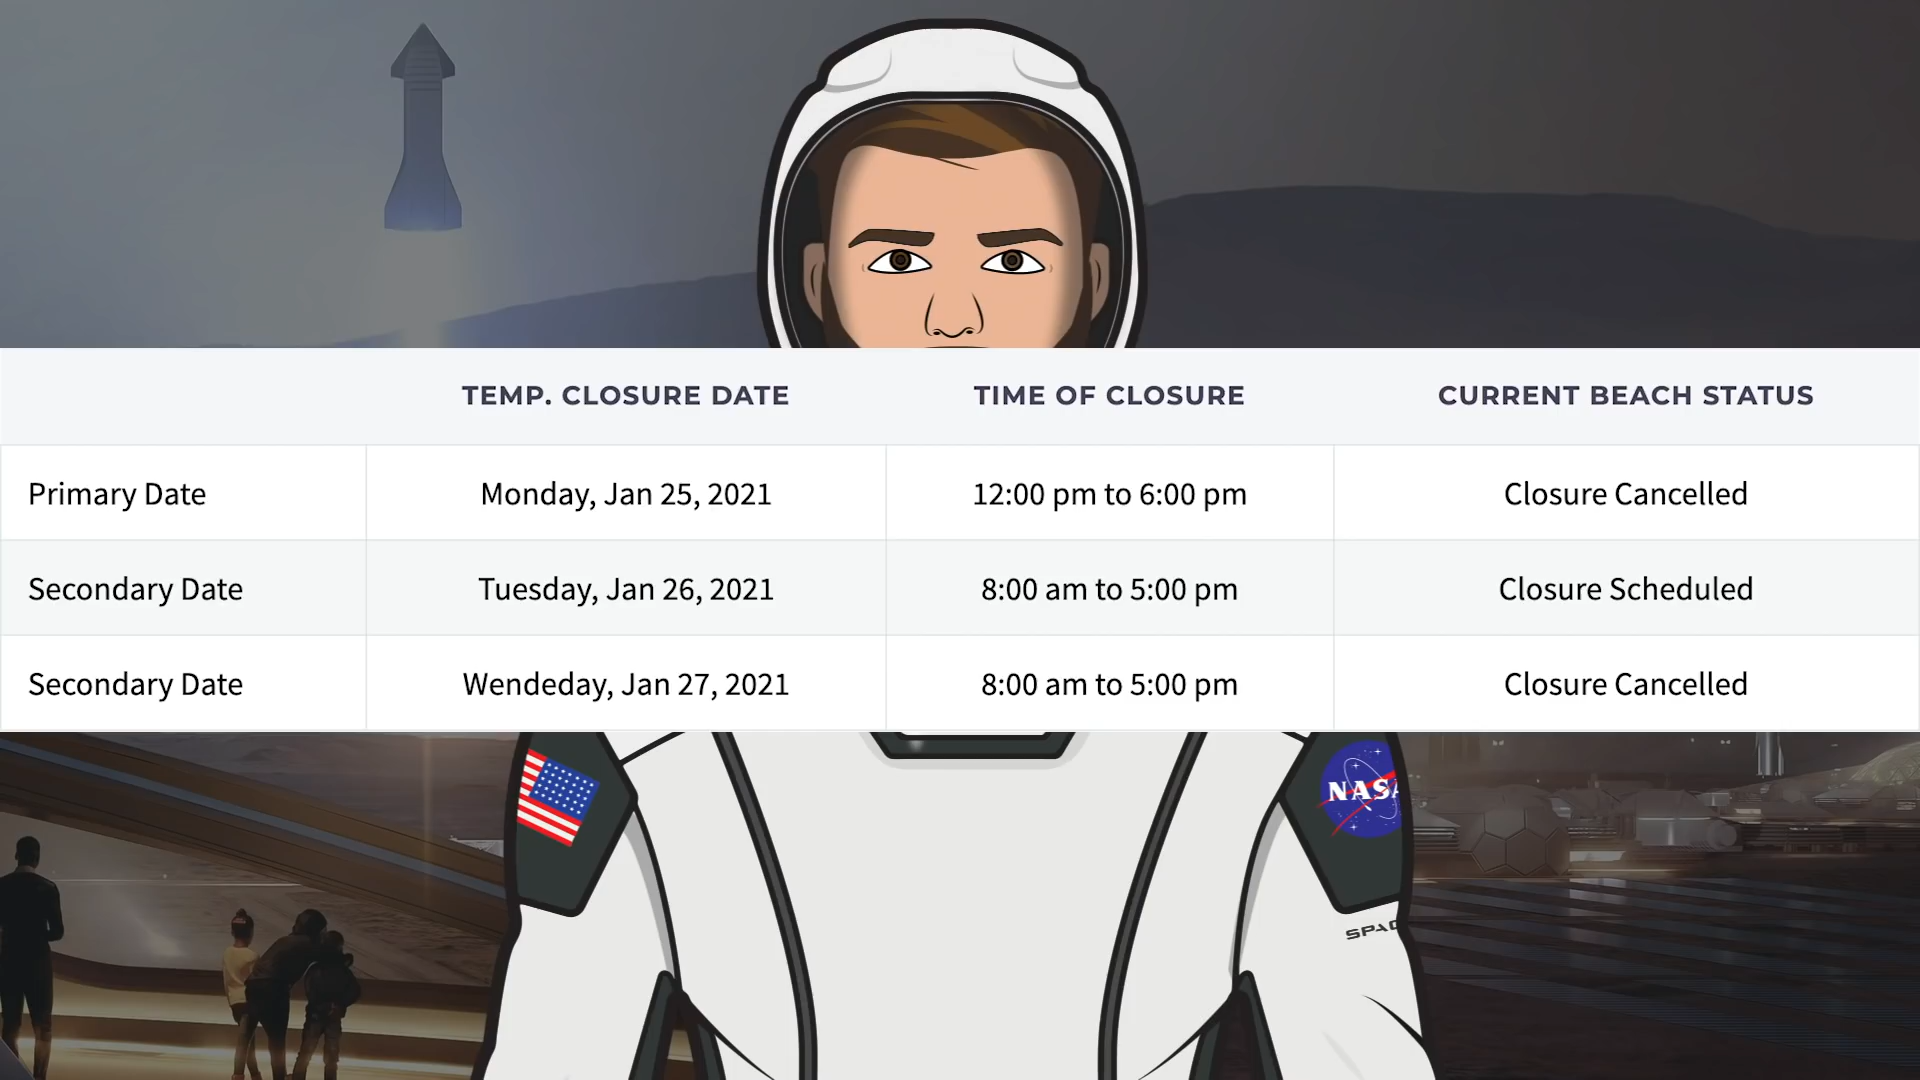 TEMP. CLOSURE DATE TIME OF CLOSURE CURRENT BEACH STATUS
Primary Date Monday, Jan 25, 2021 12:00 pm to 6:00 pm Closure Cancelled
Secondary Date Tuesday, Jan 26, 2021 8:00 am to 5:00 pm Closure Scheduled
Secondary Date Wendeday, Jan 27, 2021 8:00 am to 5:00 pm Closure Cancelled
NASA
SPAC